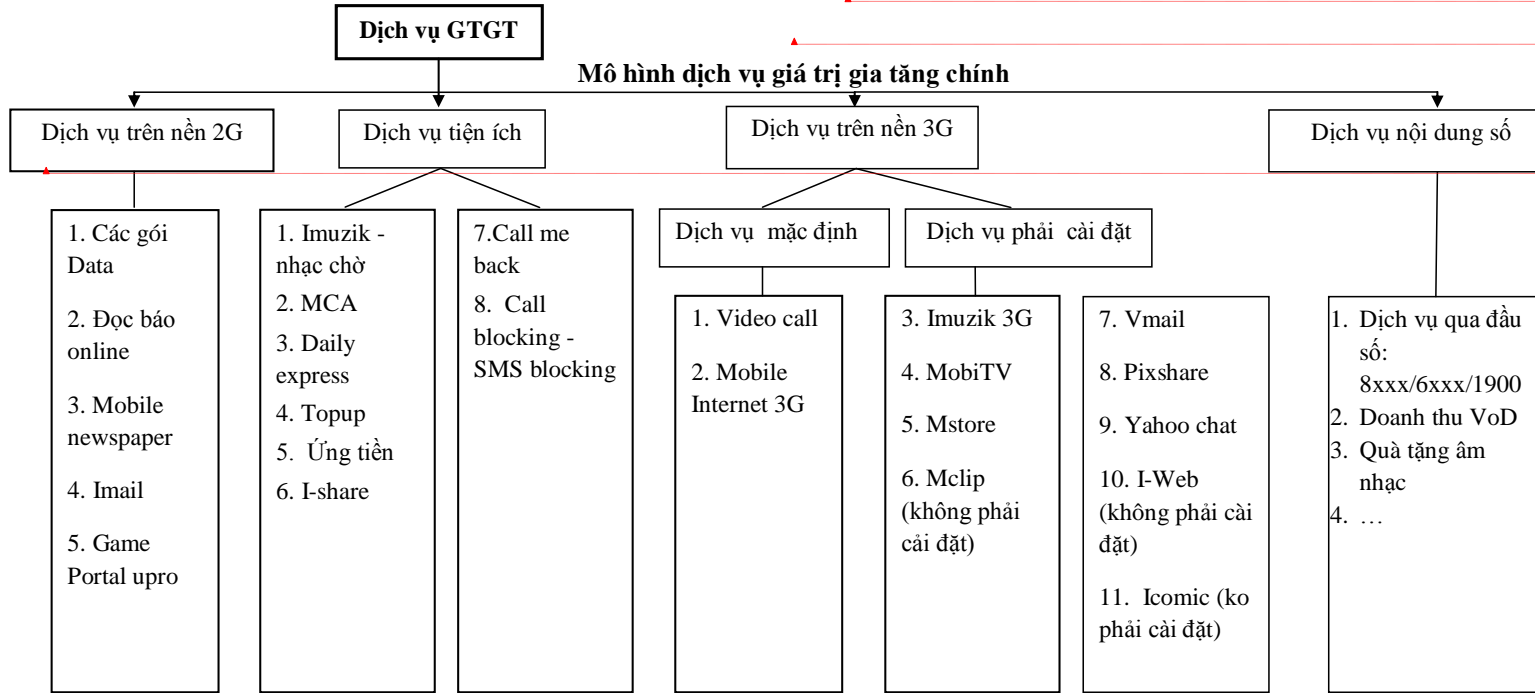 Dịch vụ GTGT
Mô hình dịch vụ giá trị gia tăng chính
Dịch vụ trên nền 2G
Dịch vụ tiện ích
Dịch vụ trên nền 3G
Dịch vụ nội dung số
1. Các gói
Data
2. Đọc báo
online
3. Mobile
newspaper
4. Imail
5. Game
Portal upro
1. Imuzik -
nhạc chờ
2. MCA
3. Daily
express
4. Topup
5. Ứng tiền
6. I-share
7.Call me
back
8. Call
blocking -
SMS blocking
Dịch vụ mặc định
Dịch vụ phải cài đặt
1. Video call
2. Mobile
Internet 3G
3. Imuzik 3G
4. MobiTV
5. Mstore
6. Mclip
(không phải
cải đặt)
7. Vmail
8. Pixshare
9. Yahoo chat
10. I-Web
(không phải cài
đặt)
11. Icomic (ko
phải cài đặt)
1. Dịch vụ qua đầu
số:
8xxx/6xxx/1900
2. Doanh thu VoD
3. Quà tặng âm
nhạc
4. …